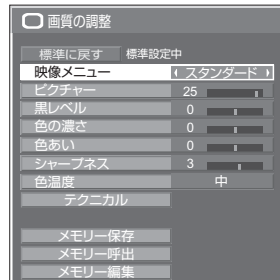 画質の調整
標準に戻す 標準設定中
映像メニュー スタンダード
ピクチャー 25
黒レベル 0
色の濃さ 0
色あい 0
シャープネス 3
色温度 中
テクニカル
メモリー保存
メモリー呼出
メモリー編集